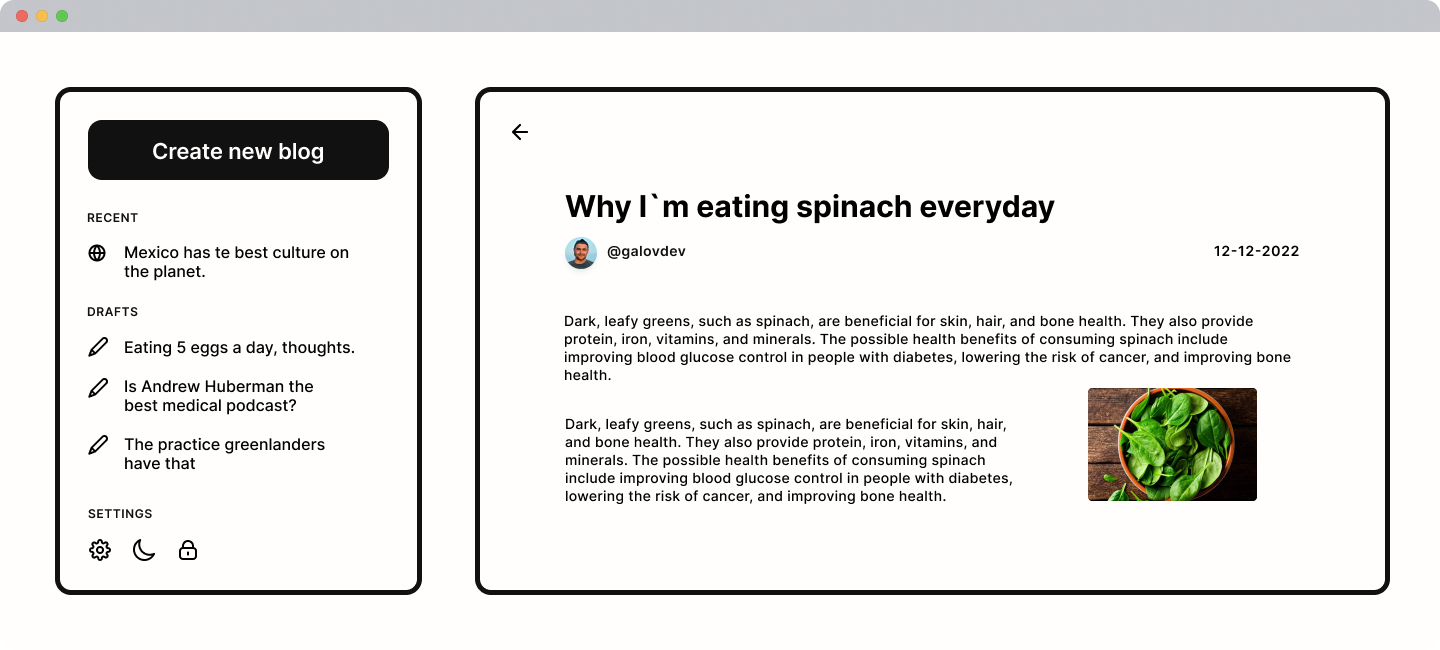 Create new blog
RECENT
Mexico has te best culture on
the planet.
DRAFTS
Eating 5 eggs a day, thoughts.
Is Andrew Huberman the
best medical podcast?
The practice greenlanders
have that
SETTINGS
Why I`m eating spinach everyday
@galovdev
12-12-2022
Dark, leafy greens, such as spinach, are beneficial for skin, hair, and bone health. They also provide
protein, iron, vitamins, and minerals. The possible health benefits of consuming spinach include
improving blood glucose control in people with diabetes, lowering the risk of cancer, and improving bone
health.
Dark, leafy greens, such as spinach, are beneficial for skin, hair,
and bone health. They also provide protein, iron, vitamins, and
minerals. The possible health benefits of consuming spinach
include improving blood glucose control in people with diabetes,
lowering the risk of cancer, and improving bone health.